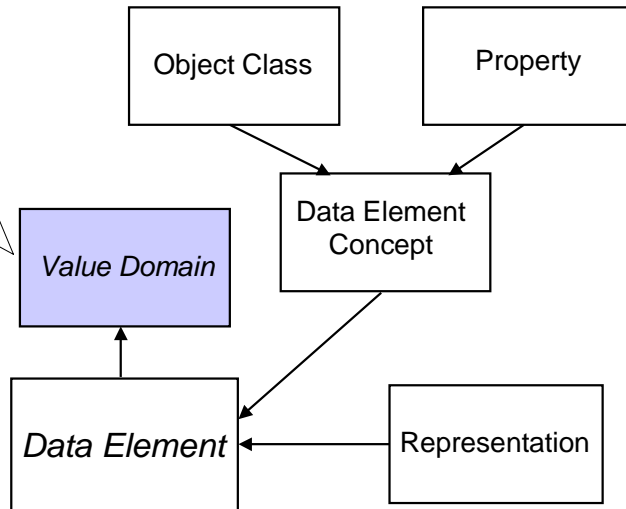 Object Class
Property
Data Element
Concept
Value Domain
Data Element
Representation